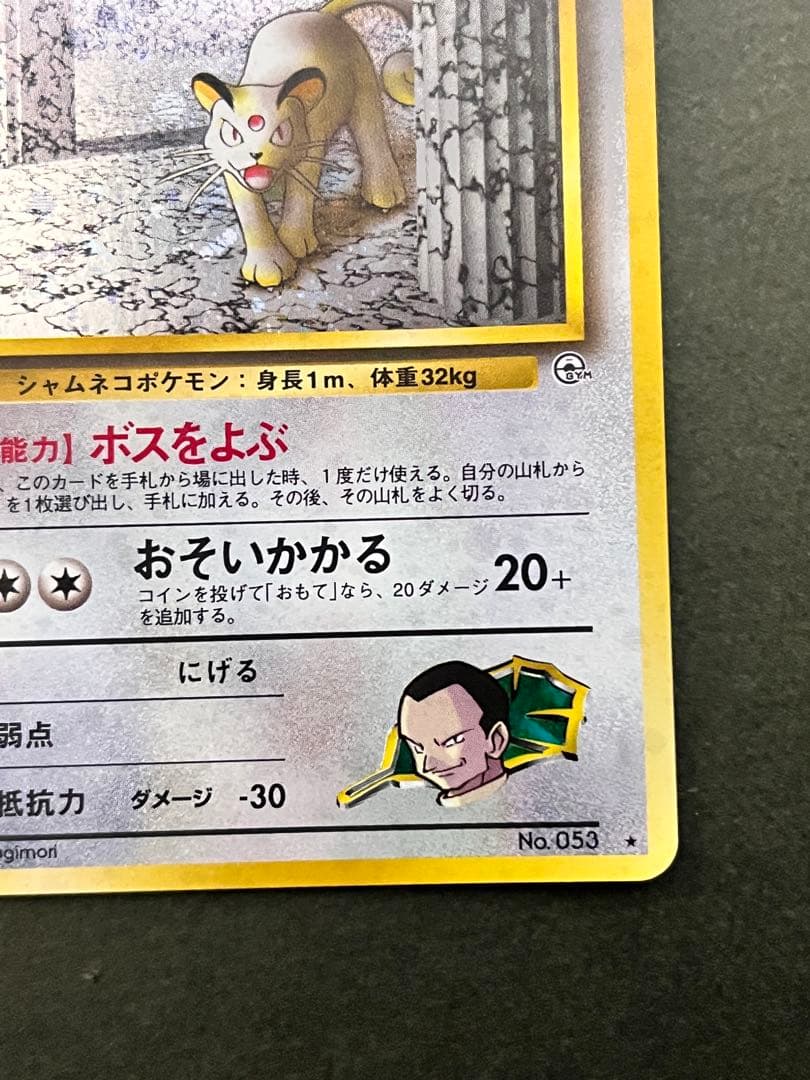 シャムネコポケモン：身長1m、体重32kg
GYM
能力】ボスをよぶ
、このカードを手札から場に出した時、1度だけ使える。自分の山札から
を1枚選び出し、手札に加える。その後、その山札をよく切る。
おそいかかる 20+
コインを投げて「おもて」なら、20ダメージ
を追加する。
にげる
弱点
抵抗力 ダメージ -30
gimori
No. 053 ★